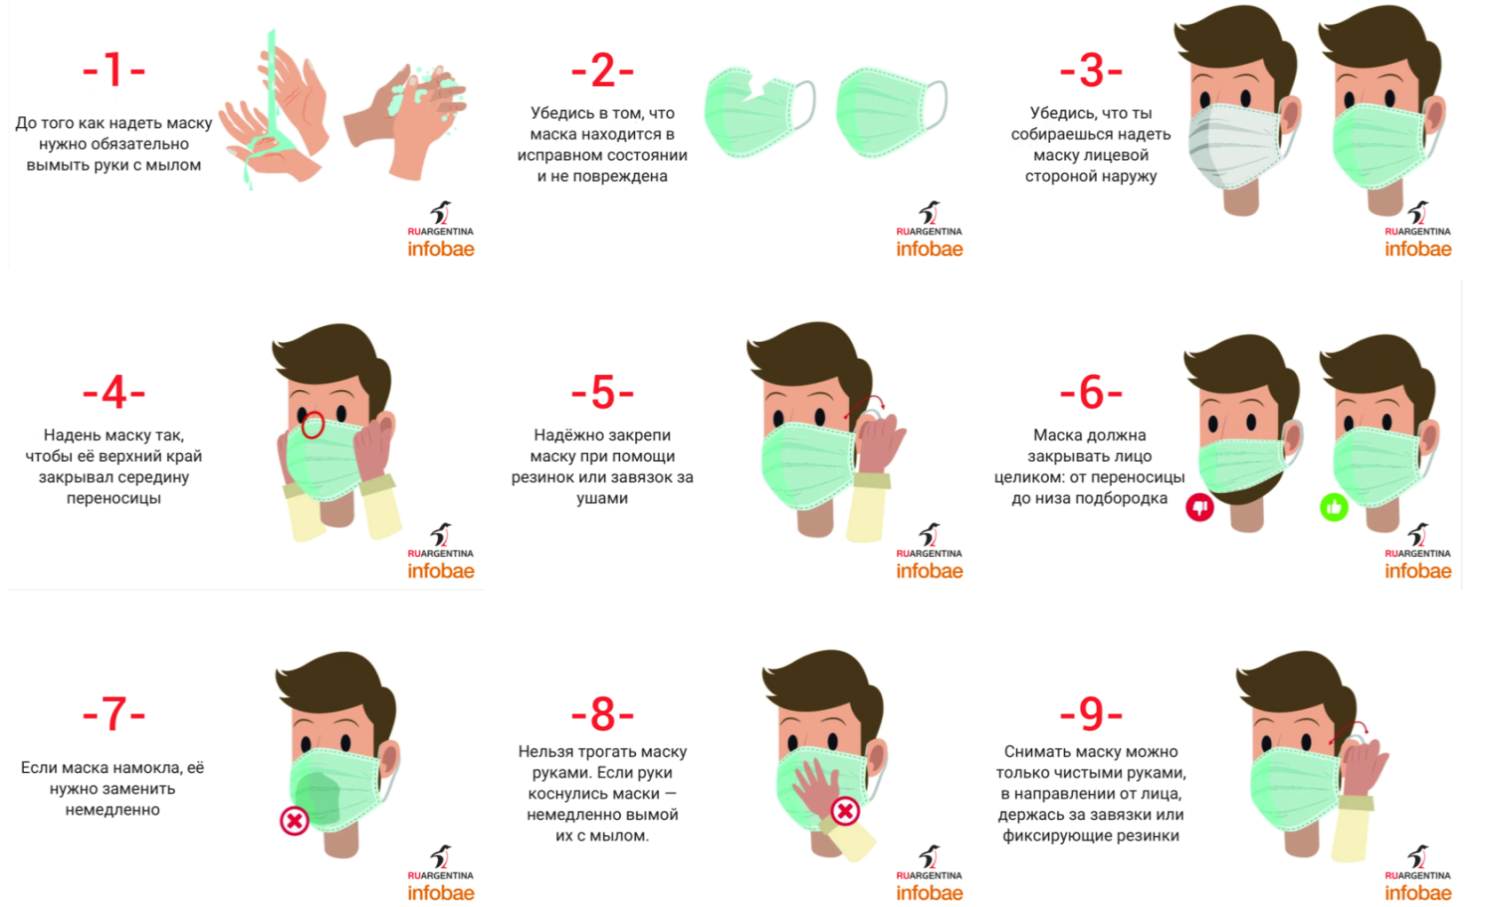 -1-
До того как надеть маску
нужно обязательно
вымыть руки с мылом
RUARGENTINA
infobae
-2-
Убедись в том, что
маска находится в
исправном состоянии
и не повреждена
RUARGENTINA
infobae
-3-
Убедись, что ты
собираешься надеть
маску лицевой
стороной наружу
RUARGENTINA
infobae
-4-
Надень маску так,
чтобы её верхний край
закрывал середину
переносицы
RUARGENTINA
infobae
-5-
Надёжно закрепи
маску при помощи
резинок или завязок за
ушами
RUARGENTINA
infobae
-6-
Маска должна
закрывать лицо
целиком: от переносицы
до низа подбородка
RUARGENTINA
infobae
-7-
Если маска намокла, её
нужно заменить
немедленно
RUARGENTINA
infobae
-8-
Нельзя трогать маску
руками. Если руки
коснулись маски —
немедленно вымой
их с мылом.
RUARGENTINA
infobae
-9-
Снимать маску можно
только чистыми руками,
в направлении от лица,
держась за завязки или
фиксирующие резинки
RUARGENTINA
infobae